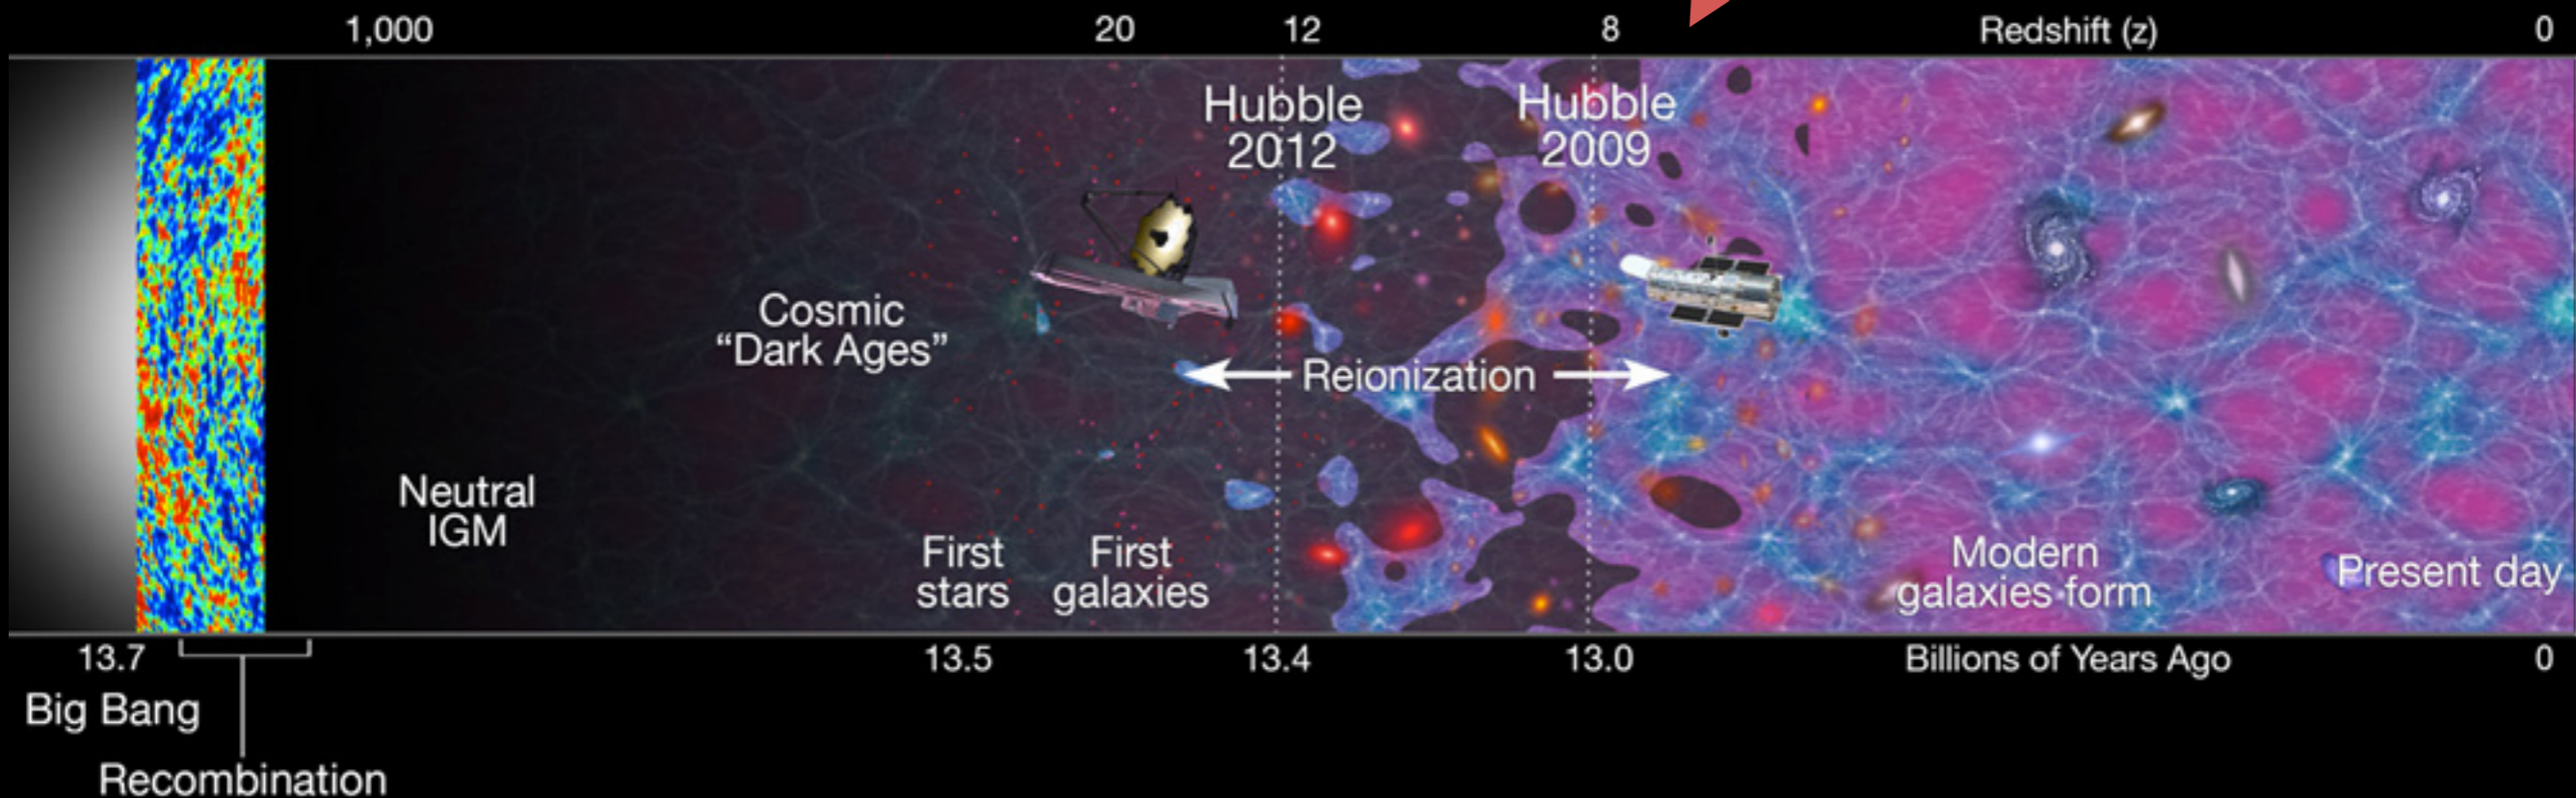 1,000 20 12 8 Redshift (z) 0
Hubble
2012
Hubble
2009
Cosmic
“Dark Ages”
Reionization
Neutral
IGM
First
stars
First
galaxies
Modern
galaxies form
Present day
13.7 13.5 13.4 13.0 Billions of Years Ago 0
Big Bang
Recombination